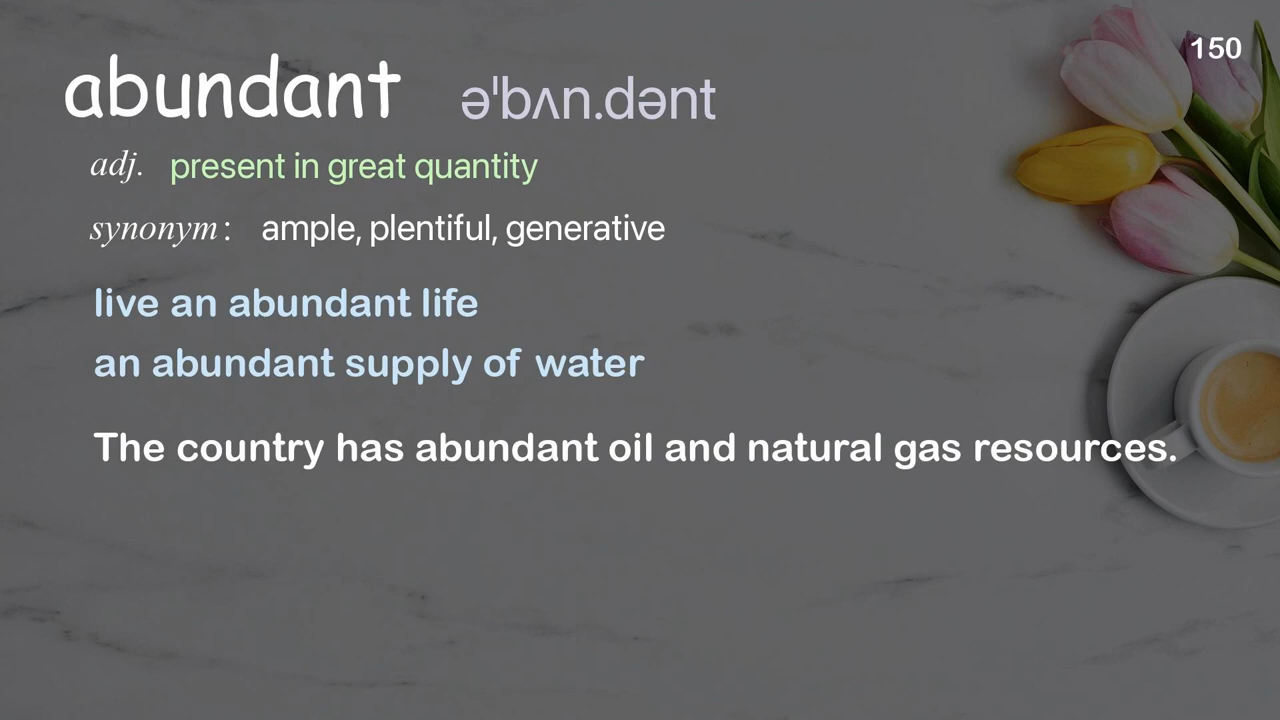 150
abundant ə'bʌn.dənt
adj. present in great quantity
synonym: ample, plentiful, generative
live an abundant life
an abundant supply of water
The country has abundant oil and natural gas resources.